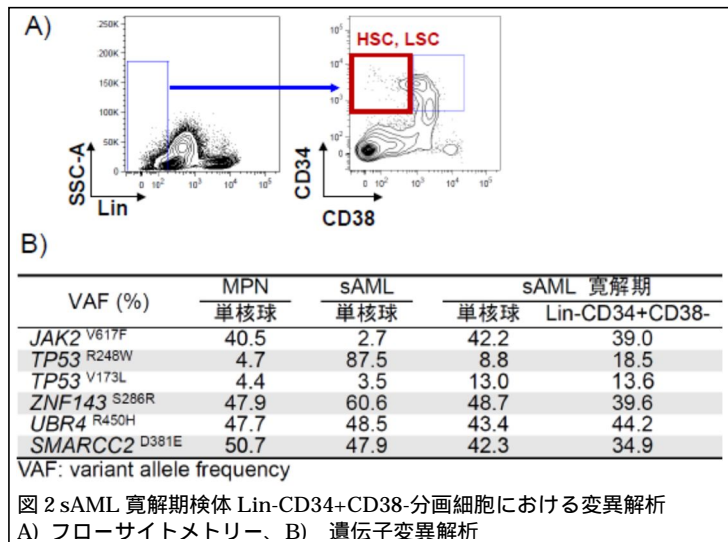 A)
HSC, LSC
250K
200K
150K
100K
50K
0
0 10² 10³ 10⁴ 10⁵
SSC-A
Lin
10⁵
10⁴
10³
10²
0
0 10² 10³ 10⁴ 10⁵
CD34
CD38
B)
VAF (%) MPN sAML sAML 寛解期
単核球 単核球 単核球 Lin-CD34+CD38-
JAK2 V617F 40.5 2.7 42.2 39.0
TP53 R248W 4.7 87.5 8.8 18.5
TP53 V173L 4.4 3.5 13.0 13.6
ZNF143 S286R 47.9 60.6 48.7 39.6
UBR4 R450H 47.7 48.5 43.4 44.2
SMARCC2 D381E 50.7 47.9 42.3 34.9
VAF: variant allele frequency
図 2 sAML 寛解期検体 Lin-CD34+CD38-分画細胞における変異解析
A) フローサイトメトリー、B) 遺伝子変異解析